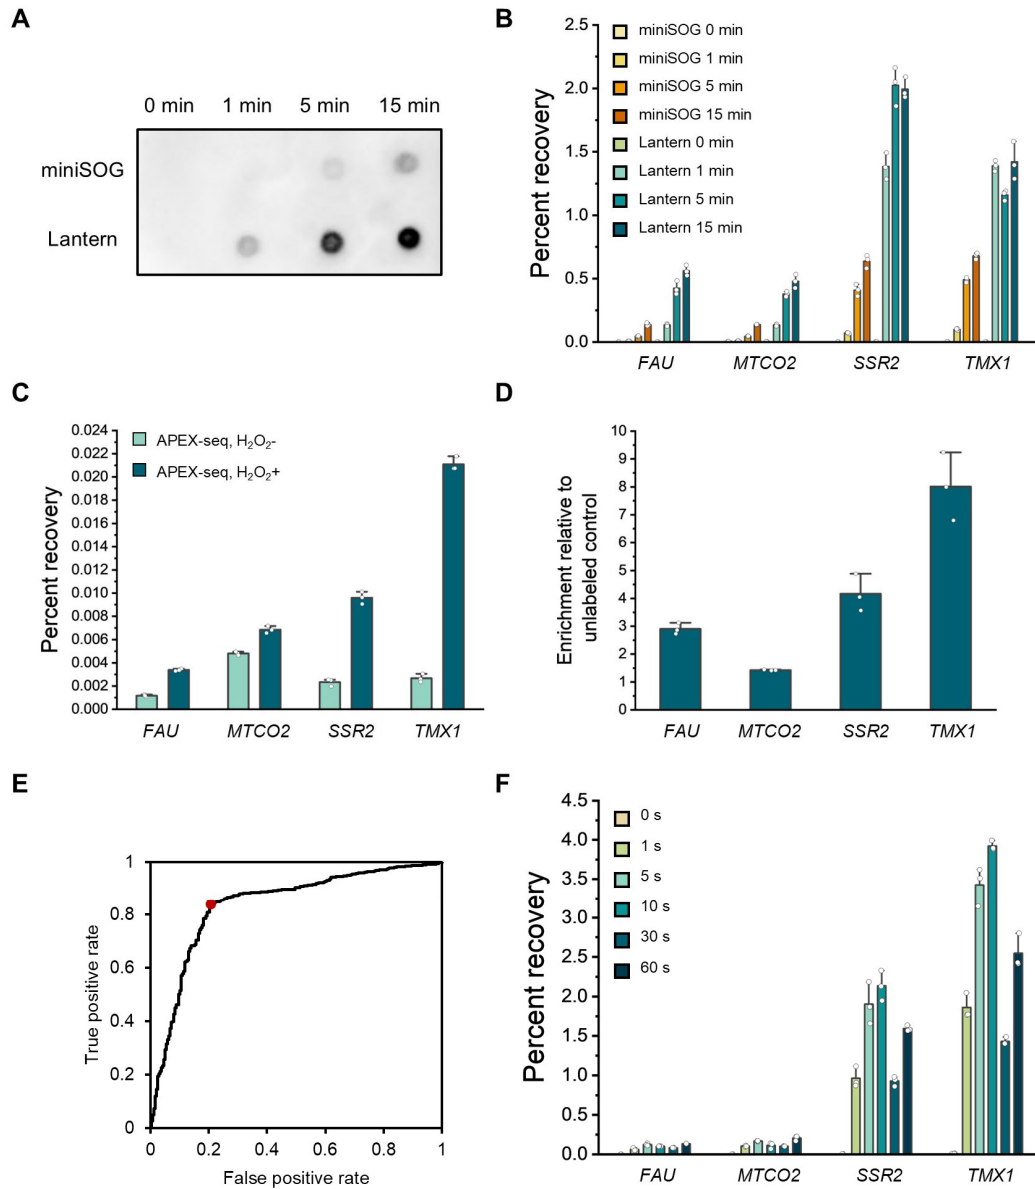 A
0 min 1 min 5 min 15 min
miniSOG
Lantern
B
Percent recovery
2.5
2.0
1.5
1.0
0.5
0.0
miniSOG 0 min
miniSOG 1 min
miniSOG 5 min
miniSOG 15 min
Lantern 0 min
Lantern 1 min
Lantern 5 min
Lantern 15 min
FAU MTCO2 SSR2 TMX1
C
Percent recovery
0.024
0.022
0.020
0.018
0.016
0.014
0.012
0.010
0.008
0.006
0.004
0.002
0.000
APEX-seq, H₂O₂-
APEX-seq, H₂O₂+
FAU MTCO2 SSR2 TMX1
D
Enrichment relative to
unlabeled control
10
9
8
7
6
5
4
3
2
1
0
FAU MTCO2 SSR2 TMX1
E
True positive rate
1
0.8
0.6
0.4
0.2
0
0 0.2 0.4 0.6 0.8 1
False positive rate
F
Percent recovery
4.5
4.0
3.5
3.0
2.5
2.0
1.5
1.0
0.5
0.0
0 s
1 s
5 s
10 s
30 s
60 s
FAU MTCO2 SSR2 TMX1